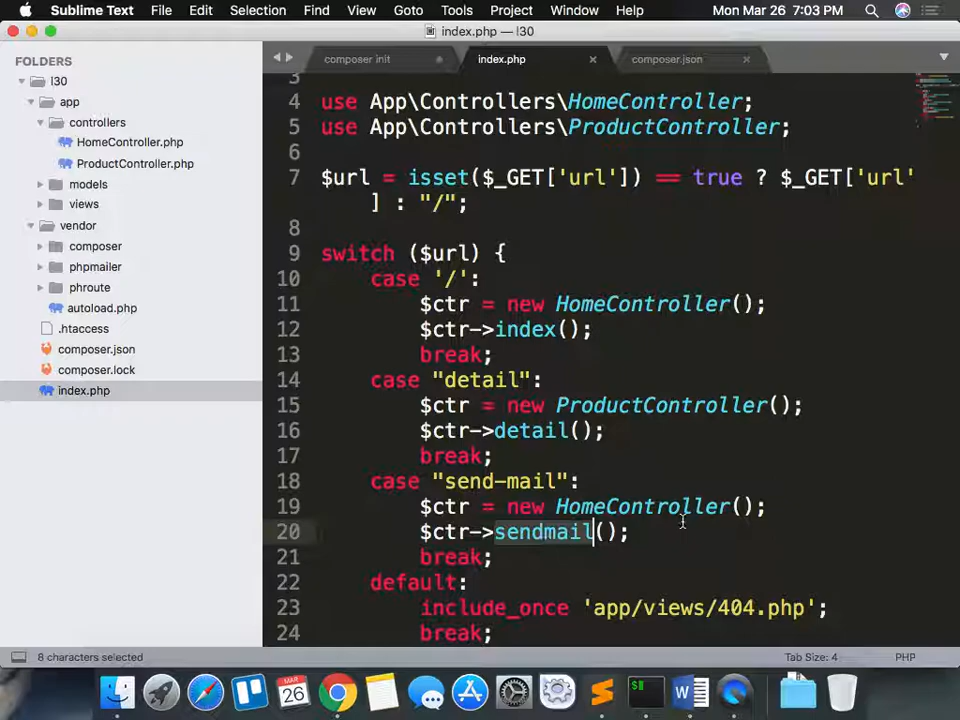 Sublime Text File Edit Selection Find View Goto Tools Project Window Help Mon Mar 26 7:03 PM
index.php — l30
FOLDERS
l30
app
controllers
HomeController.php
ProductController.php
models
views
vendor
composer
phpmailer
phroute
autoload.php
.htaccess
composer.json
composer.lock
index.php
composer init index.php composer.json
3
4 use App\Controllers\HomeController;
5 use App\Controllers\ProductController;
6
7 $url = isset($_GET['url']) == true ? $_GET['url'
] : "/";
8
9 switch ($url) {
10 case '/':
11 $ctr = new HomeController();
12 $ctr->index();
13 break;
14 case "detail":
15 $ctr = new ProductController();
16 $ctr->detail();
17 break;
18 case "send-mail":
19 $ctr = new HomeController();
20 $ctr->sendmail();
21 break;
22 default:
23 include_once 'app/views/404.php';
24 break;
8 characters selected Tab Size: 4 PHP
MAR
26